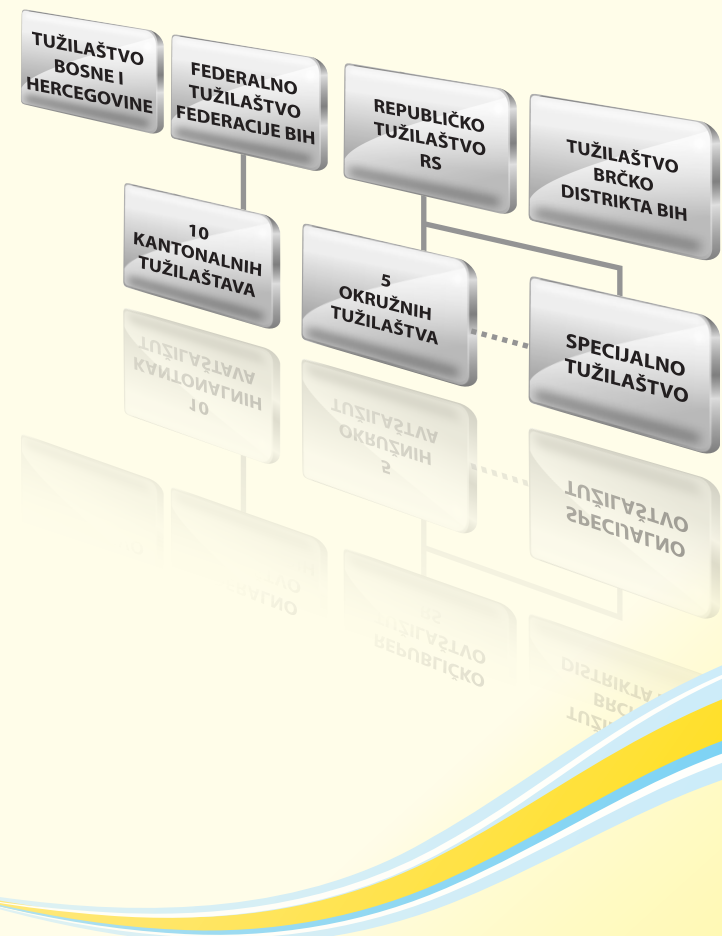 TUŽILAŠTVO
BOSNE I
HERCEGOVINE
FEDERALNO
TUŽILAŠTVO
FEDERACIJE BIH
REPUBLIČKO
TUŽILAŠTVO
RS
TUŽILAŠTVO
BRČKO
DISTRIKTA BIH
10
KANTONALNIH
TUŽILAŠTAVA
5
OKRUŽNIH
TUŽILAŠTVA
SPECIJALNO
TUŽILAŠTVO